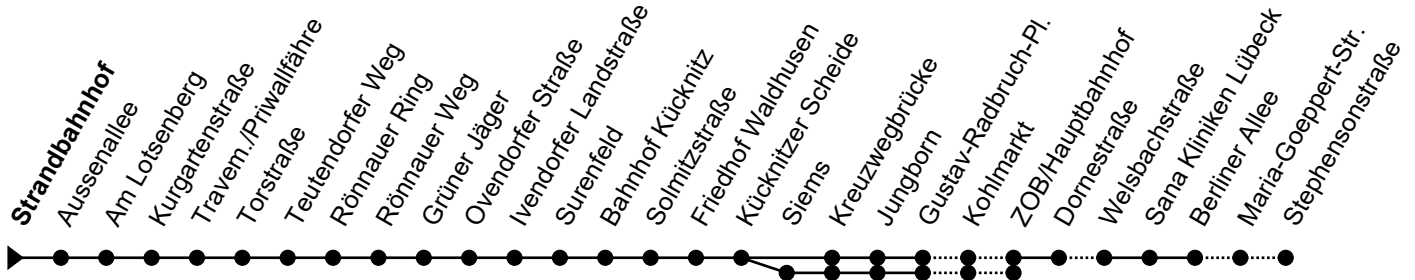 Strandbahnhof
Aussenallee
Am Lotsenberg
Kurgartenstraße
Travem./Priwallfähre
Torstraße
Teutendorfer Weg
Rönnauer Ring
Rönnauer Weg
Grüner Jäger
Ovendorfer Straße
Ivendorfer Landstraße
Surenfeld
Bahnhof Kücknitz
Solmitzstraße
Friedhof Waldhusen
Kücknitzer Scheide
Siems
Kreuzwegbrücke
Jungborn
Gustav-Radbruch-Pl.
Kohlmarkt
ZOB/Hauptbahnhof
Dornestraße
Welsbachstraße
Sana Kliniken Lübeck
Berliner Allee
Maria-Goeppert-Str.
Stephensonstraße